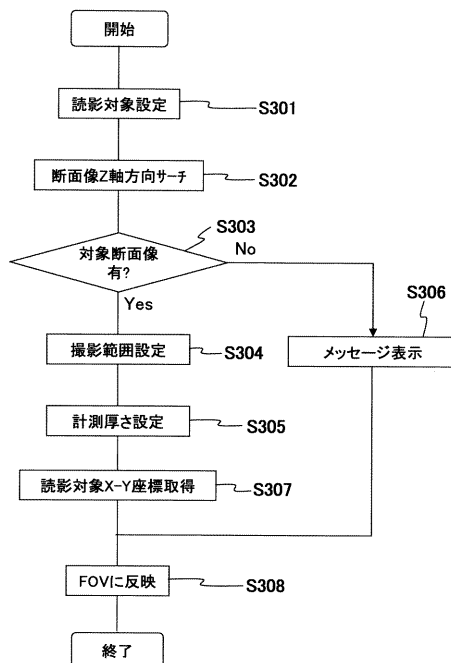 開始
読影対象設定
S301
断面像Z軸方向サーチ
S302
S303
対象断面像
有?
No
Yes
S306
メッセージ表示
撮影範囲設定
S304
計測厚さ設定
S305
読影対象X-Y座標取得
S307
FOVに反映
S308
終了